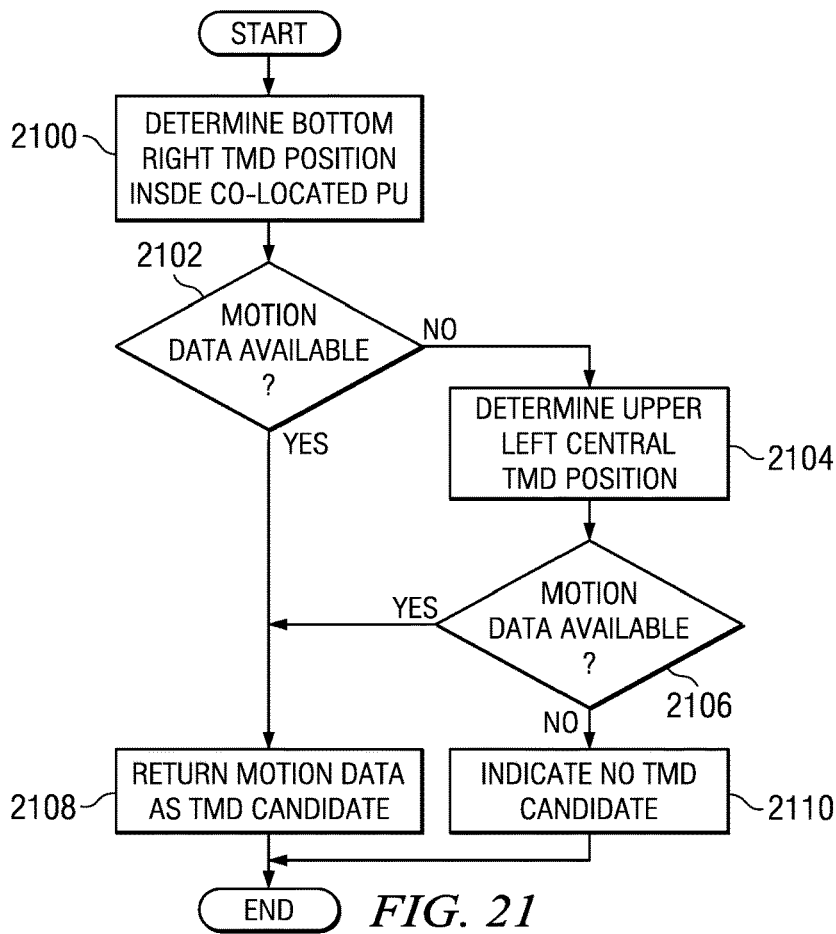 START
2100
DETERMINE BOTTOM
RIGHT TMD POSITION
INSDE CO-LOCATED PU
2102
MOTION
DATA AVAILABLE
?
NO
YES
DETERMINE UPPER
LEFT CENTRAL
TMD POSITION
2104
YES
MOTION
DATA AVAILABLE
?
2106
NO
2108
RETURN MOTION DATA
AS TMD CANDIDATE
INDICATE NO TMD
CANDIDATE
2110
END
FIG. 21